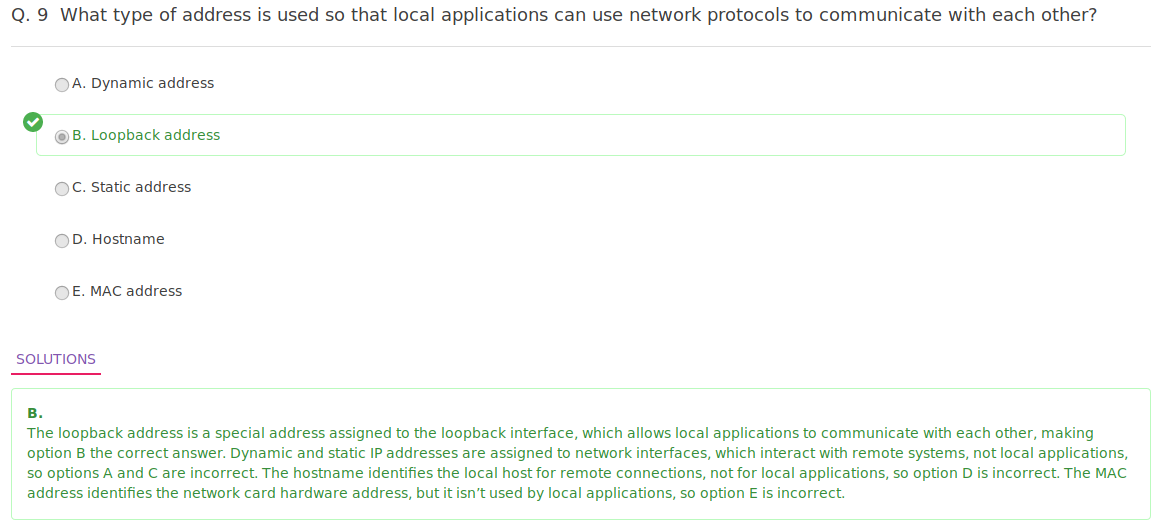 Q. 9 What type of address is used so that local applications can use network protocols to communicate with each other?
A. Dynamic address
B. Loopback address
C. Static address
D. Hostname
E. MAC address
SOLUTIONS
B.
The loopback address is a special address assigned to the loopback interface, which allows local applications to communicate with each other, making
option B the correct answer. Dynamic and static IP addresses are assigned to network interfaces, which interact with remote systems, not local applications,
so options A and C are incorrect. The hostname identifies the local host for remote connections, not for local applications, so option D is incorrect. The MAC
address identifies the network card hardware address, but it isn’t used by local applications, so option E is incorrect.